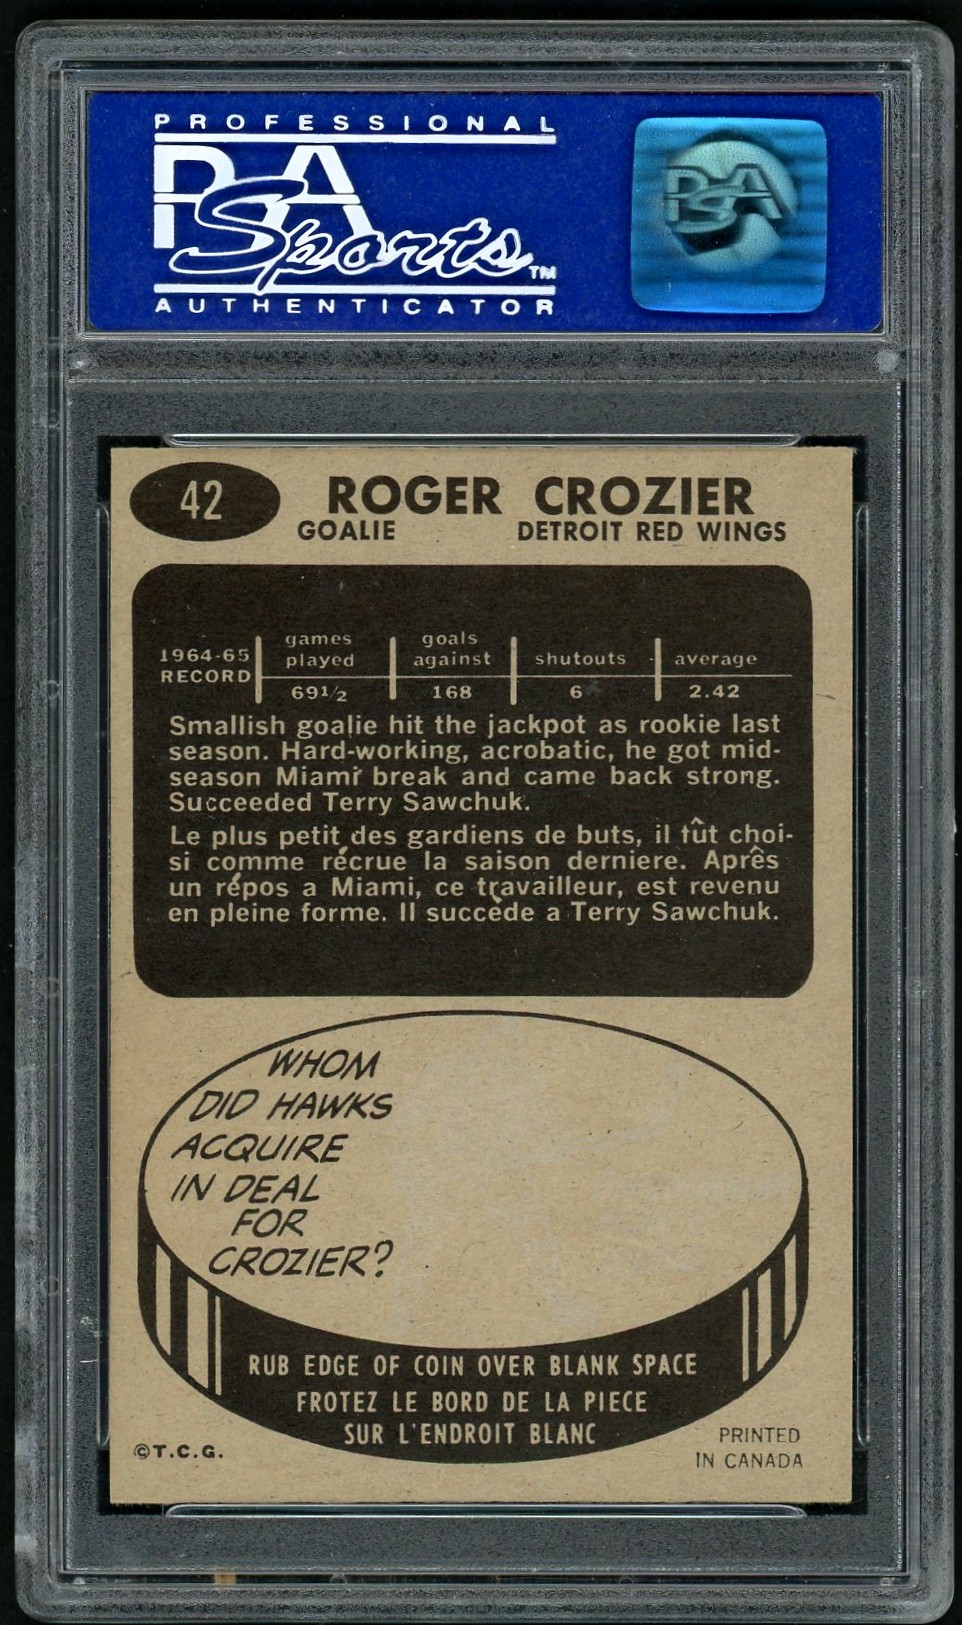 PROFESSIONAL
PSA
Sports™
AUTHENTICATOR
PSA
42
ROGER CROZIER
GOALIE DETROIT RED WINGS
1964-65 RECORD games played goals against shutouts average
69½ 168 6 2.42
Smallish goalie hit the jackpot as rookie last
season. Hard-working, acrobatic, he got mid-
season Miami break and came back strong.
Succeeded Terry Sawchuk.
Le plus petit des gardiens de buts, il fût choi-
si comme récrue la saison derniere. Après
un répos a Miami, ce travailleur, est revenu
en pleine forme. Il succède a Terry Sawchuk.
WHOM
DID HAWKS
ACQUIRE
IN DEAL
FOR
CROZIER?
RUB EDGE OF COIN OVER BLANK SPACE
FROTEZ LE BORD DE LA PIECE
SUR L'ENDROIT BLANC
©T.C.G.
PRINTED
IN CANADA